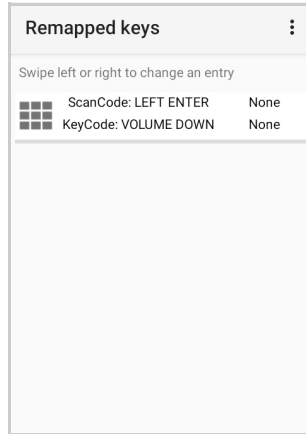 Remapped keys
Swipe left or right to change an entry
ScanCode: LEFT ENTER None
KeyCode: VOLUME DOWN None